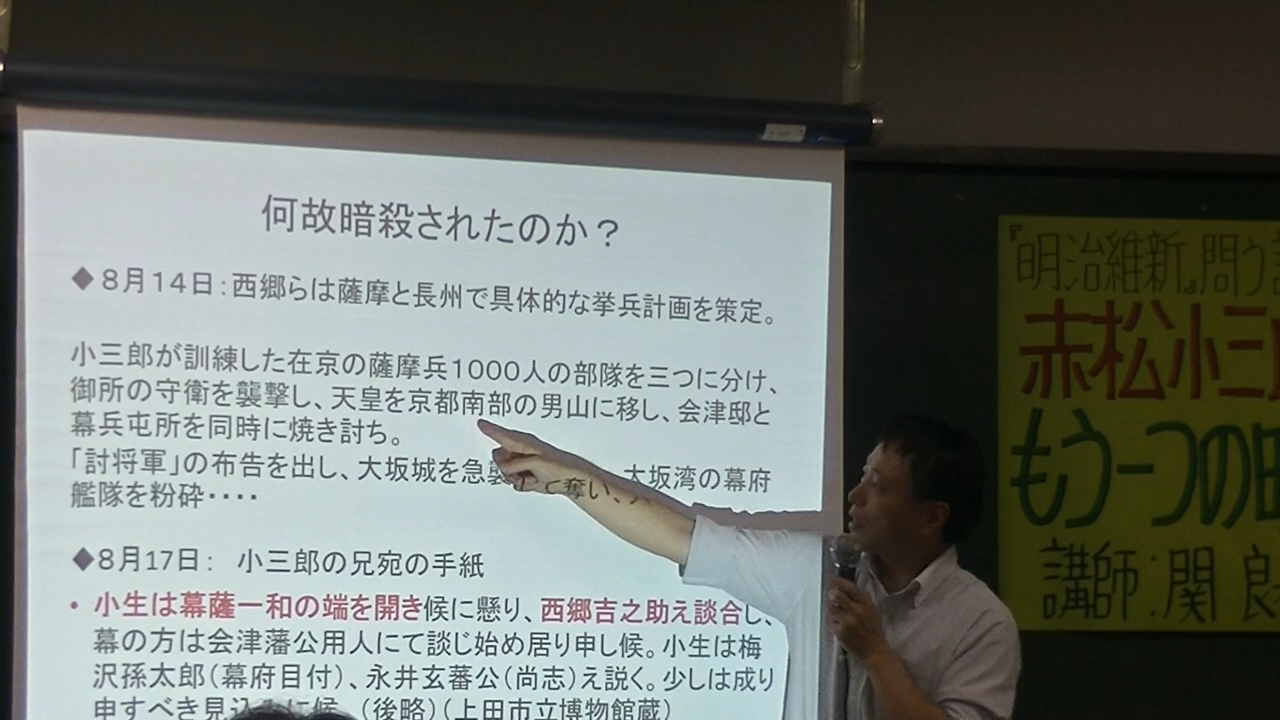 何故暗殺されたのか？
◆8月14日：西郷らは薩摩と長州で具体的な挙兵計画を策定。
小三郎が訓練した在京の薩摩兵1000人の部隊を三つに分け、
御所の守衛を襲撃し、天皇を京都南部の男山に移し、会津邸と
幕兵屯所を同時に焼き討ち。
「討将軍」の布告を出し、大坂城を急襲して奪い、大坂湾の幕府
艦隊を粉砕・・・・
◆8月17日：　小三郎の兄宛の手紙
・小生は幕薩一和の端を開き候に懸り、西郷吉之助え談合し、
幕の方は会津藩公用人にて談じ始め居り申し候。小生は梅
沢孫太郎（幕府目付）、永井玄蕃公（尚志）え説く。少しは成り
申すべき見込みに候　（後略）（上田市立博物館蔵）
『明治維新』問う
赤松小三
もう一つの
講師：関 良